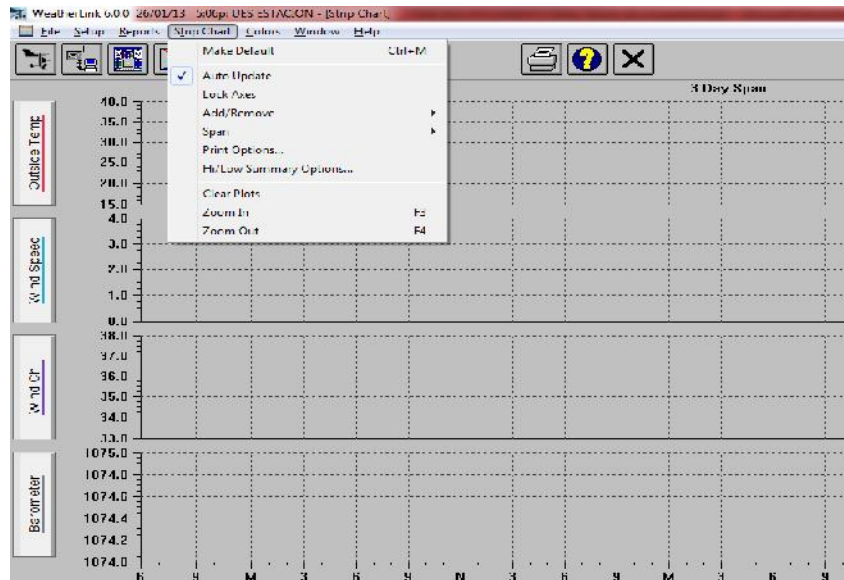 WeatherLink 6.0.0 26/01/13 5:06p: UES ESTACION - [Strip Chart]
File Setup Reports Strip Chart Colors Window Help
Make Default Ctrl+M
Auto Update
Lock Axes
Add/Remove
Span
Print Options...
Hi/Low Summary Options...
Clear Plots
Zoom In F3
Zoom Out F4
3 Day Span
Outside Temp
40.0
35.0
30.0
25.0
20.0
15.0
Wind Speed
4.0
3.0
2.0
1.0
0.0
Wind Ch
38.0
37.0
36.0
35.0
34.0
33.0
Barometer
1075.0
1074.0
1074.6
1074.4
1074.2
1074.0
6 9 M 3 6 9 N 3 6 9 M 3 6 9